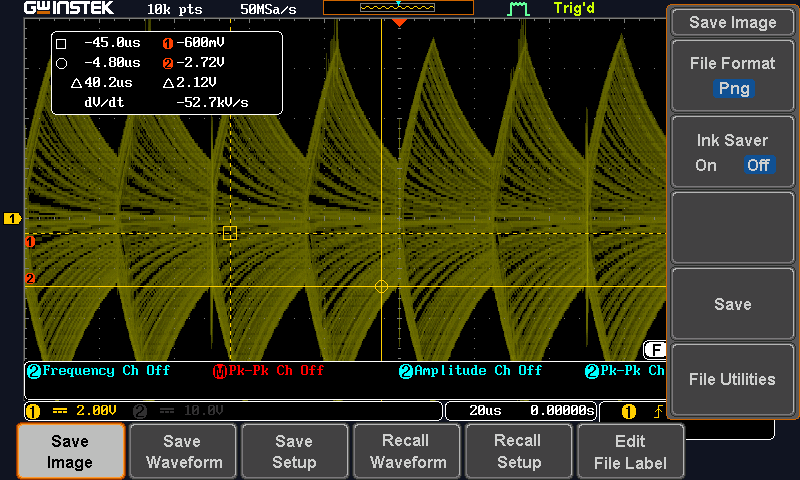 GWINSTEK 10k pts 50MSa/s Trig'd
Save Image
□ -45.0us 1 -600mV
○ -4.80us 2 -2.72V
△40.2us △2.12V
dV/dt -52.7kV/s
File Format
Png
Ink Saver
On Off
1
1
2
Save
F
2Frequency Ch Off MPk-Pk Ch Off 2Amplitude Ch Off 2Pk-Pk Ch
File Utilities
1 2.00V 2 10.0V 20us 0.00000s 1
Save Image
Save Waveform
Save Setup
Recall Waveform
Recall Setup
Edit File Label